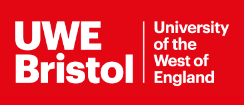 UWE
Bristol
University
of the
West of
England